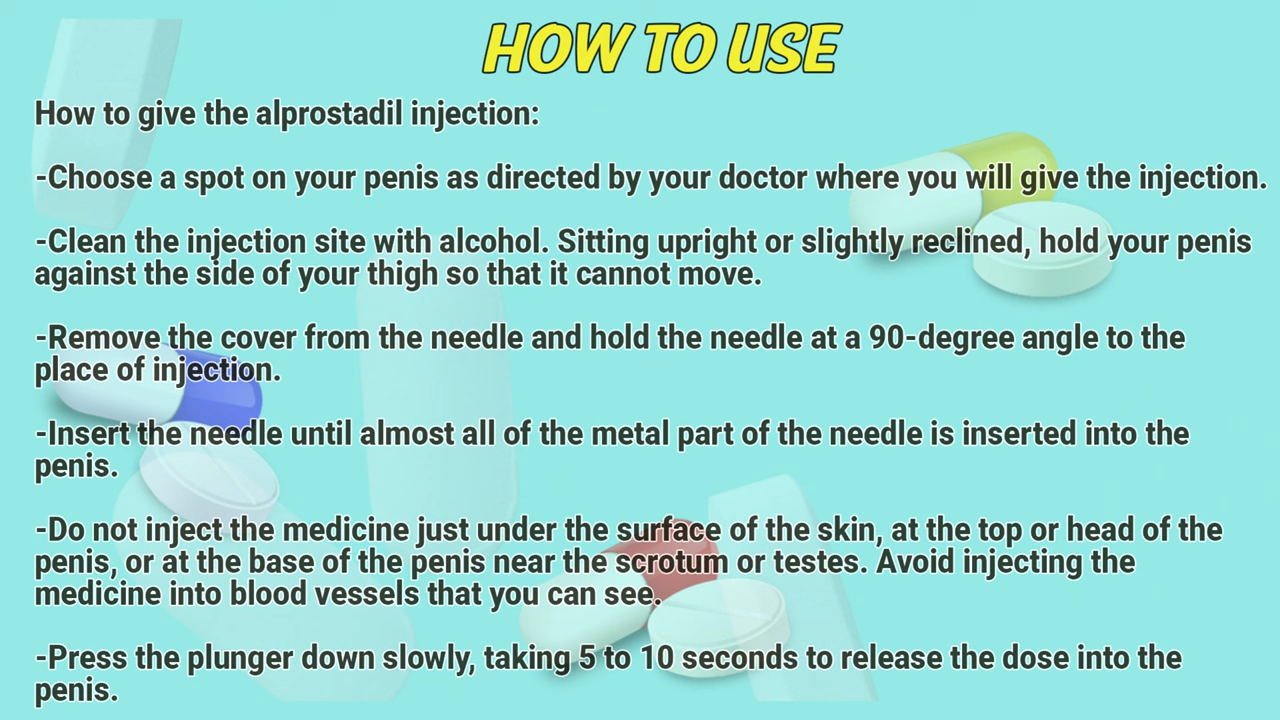 HOW TO USE
How to give the alprostadil injection:
-Choose a spot on your penis as directed by your doctor where you will give the injection.
-Clean the injection site with alcohol. Sitting upright or slightly reclined, hold your penis
against the side of your thigh so that it cannot move.
-Remove the cover from the needle and hold the needle at a 90-degree angle to the
place of injection.
-Insert the needle until almost all of the metal part of the needle is inserted into the
penis.
-Do not inject the medicine just under the surface of the skin, at the top or head of the
penis, or at the base of the penis near the scrotum or testes. Avoid injecting the
medicine into blood vessels that you can see.
-Press the plunger down slowly, taking 5 to 10 seconds to release the dose into the
penis.